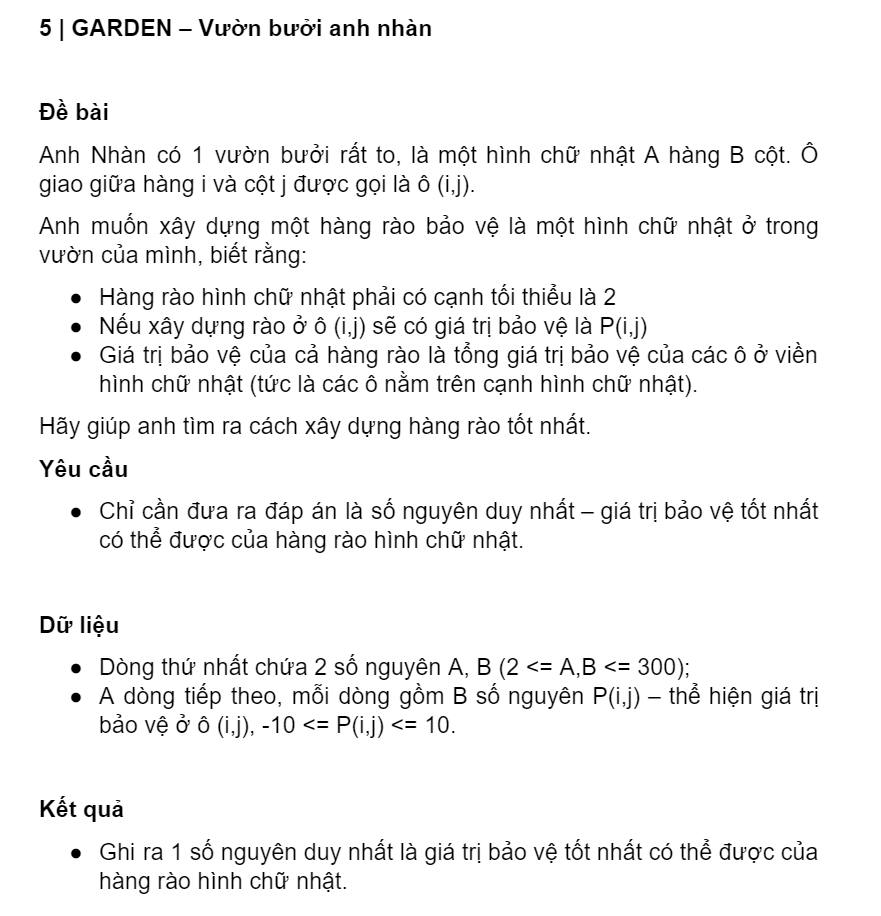 5 | GARDEN – Vườn bưởi anh nhàn
Đề bài
Anh Nhàn có 1 vườn bưởi rất to, là một hình chữ nhật A hàng B cột. Ô
giao giữa hàng i và cột j được gọi là ô (i,j).
Anh muốn xây dựng một hàng rào bảo vệ là một hình chữ nhật ở trong
vườn của mình, biết rằng:
● Hàng rào hình chữ nhật phải có cạnh tối thiểu là 2
● Nếu xây dựng rào ở ô (i,j) sẽ có giá trị bảo vệ là P(i,j)
● Giá trị bảo vệ của cả hàng rào là tổng giá trị bảo vệ của các ô ở viền
hình chữ nhật (tức là các ô nằm trên cạnh hình chữ nhật).
Hãy giúp anh tìm ra cách xây dựng hàng rào tốt nhất.
Yêu cầu
● Chỉ cần đưa ra đáp án là số nguyên duy nhất – giá trị bảo vệ tốt nhất
có thể được của hàng rào hình chữ nhật.
Dữ liệu
● Dòng thứ nhất chứa 2 số nguyên A, B (2 <= A,B <= 300);
● A dòng tiếp theo, mỗi dòng gồm B số nguyên P(i,j) – thể hiện giá trị
bảo vệ ở ô (i,j), -10 <= P(i,j) <= 10.
Kết quả
● Ghi ra 1 số nguyên duy nhất là giá trị bảo vệ tốt nhất có thể được của
hàng rào hình chữ nhật.